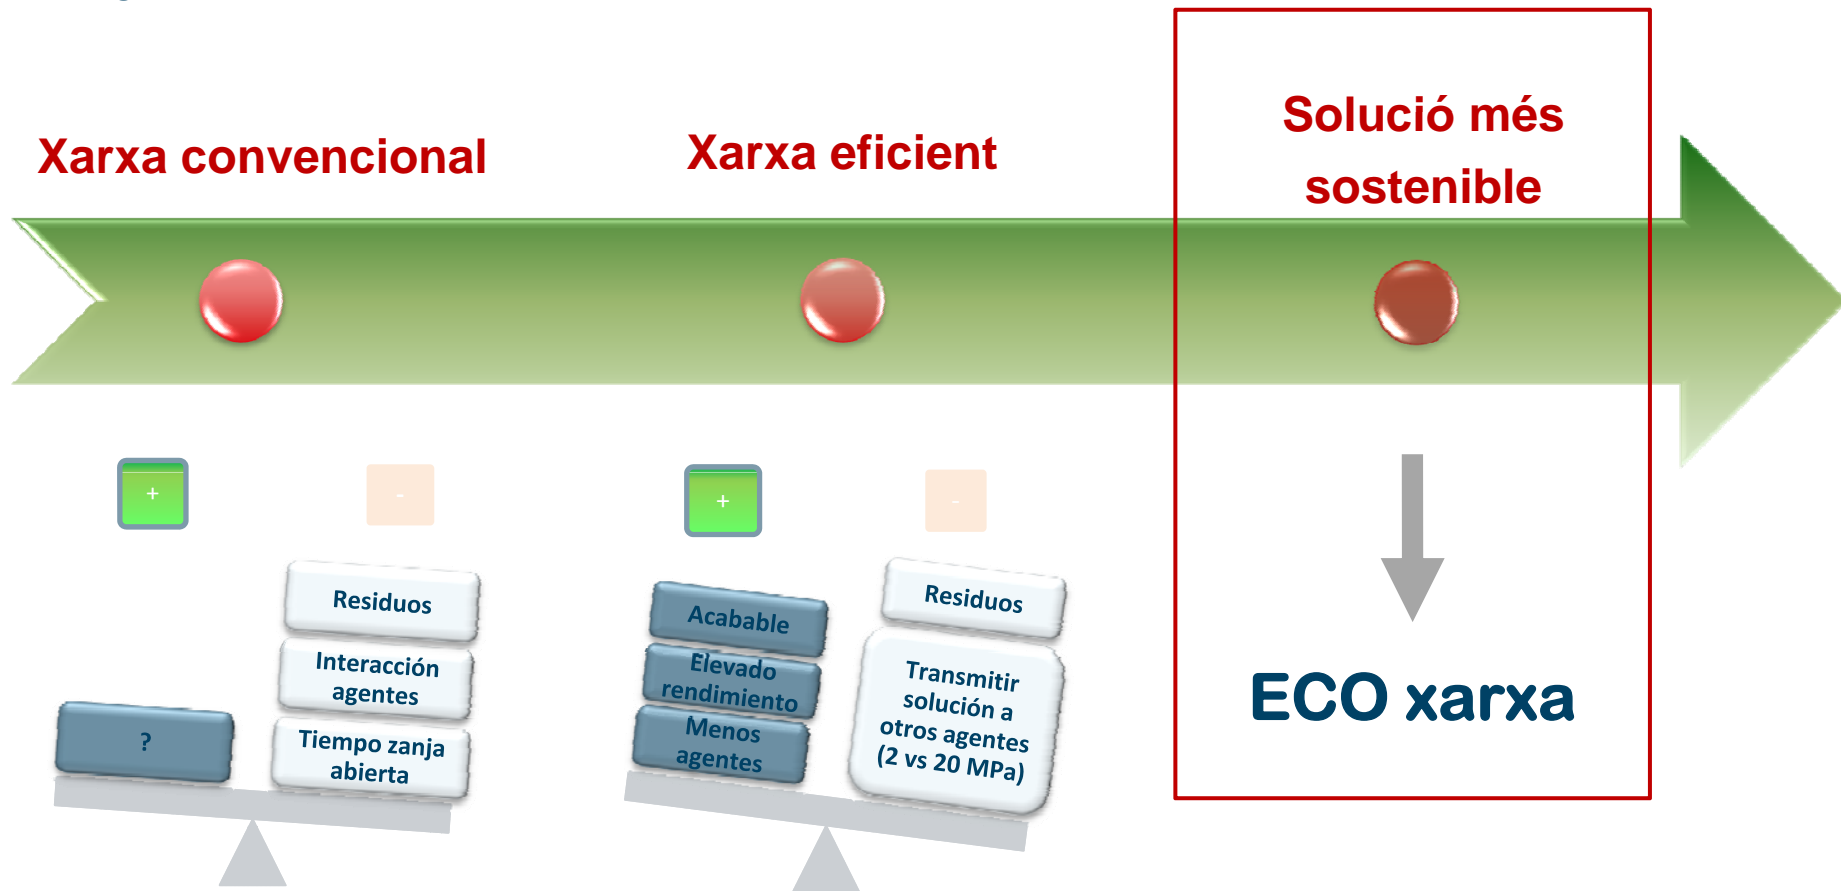 Xarxa convencional
Xarxa eficient
Solució més
sostenible
+
-
Residuos
Interacción
agentes
Tiempo zanja
abierta
?
+
-
Acabable
Elevado
rendimiento
Menos
agentes
Residuos
Transmitir
solución a
otros agentes
(2 vs 20 MPa)
ECO xarxa